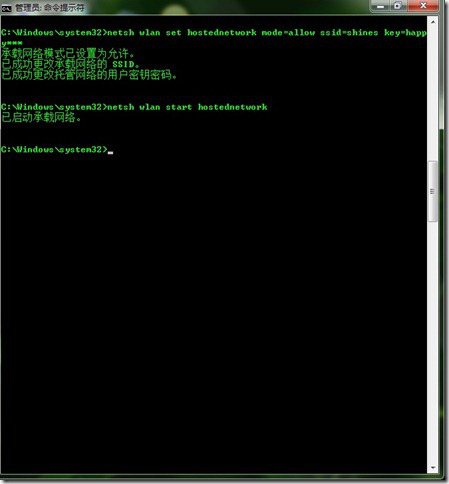 管理员: 命令提示符
C:\Windows\system32>netsh wlan set hostednetwork mode=allow ssid=shines key=happ
y***
承载网络模式已设置为允许。
已成功更改承载网络的 SSID。
已成功更改托管网络的用户密钥密码。
C:\Windows\system32>netsh wlan start hostednetwork
已启动承载网络。
C:\Windows\system32>